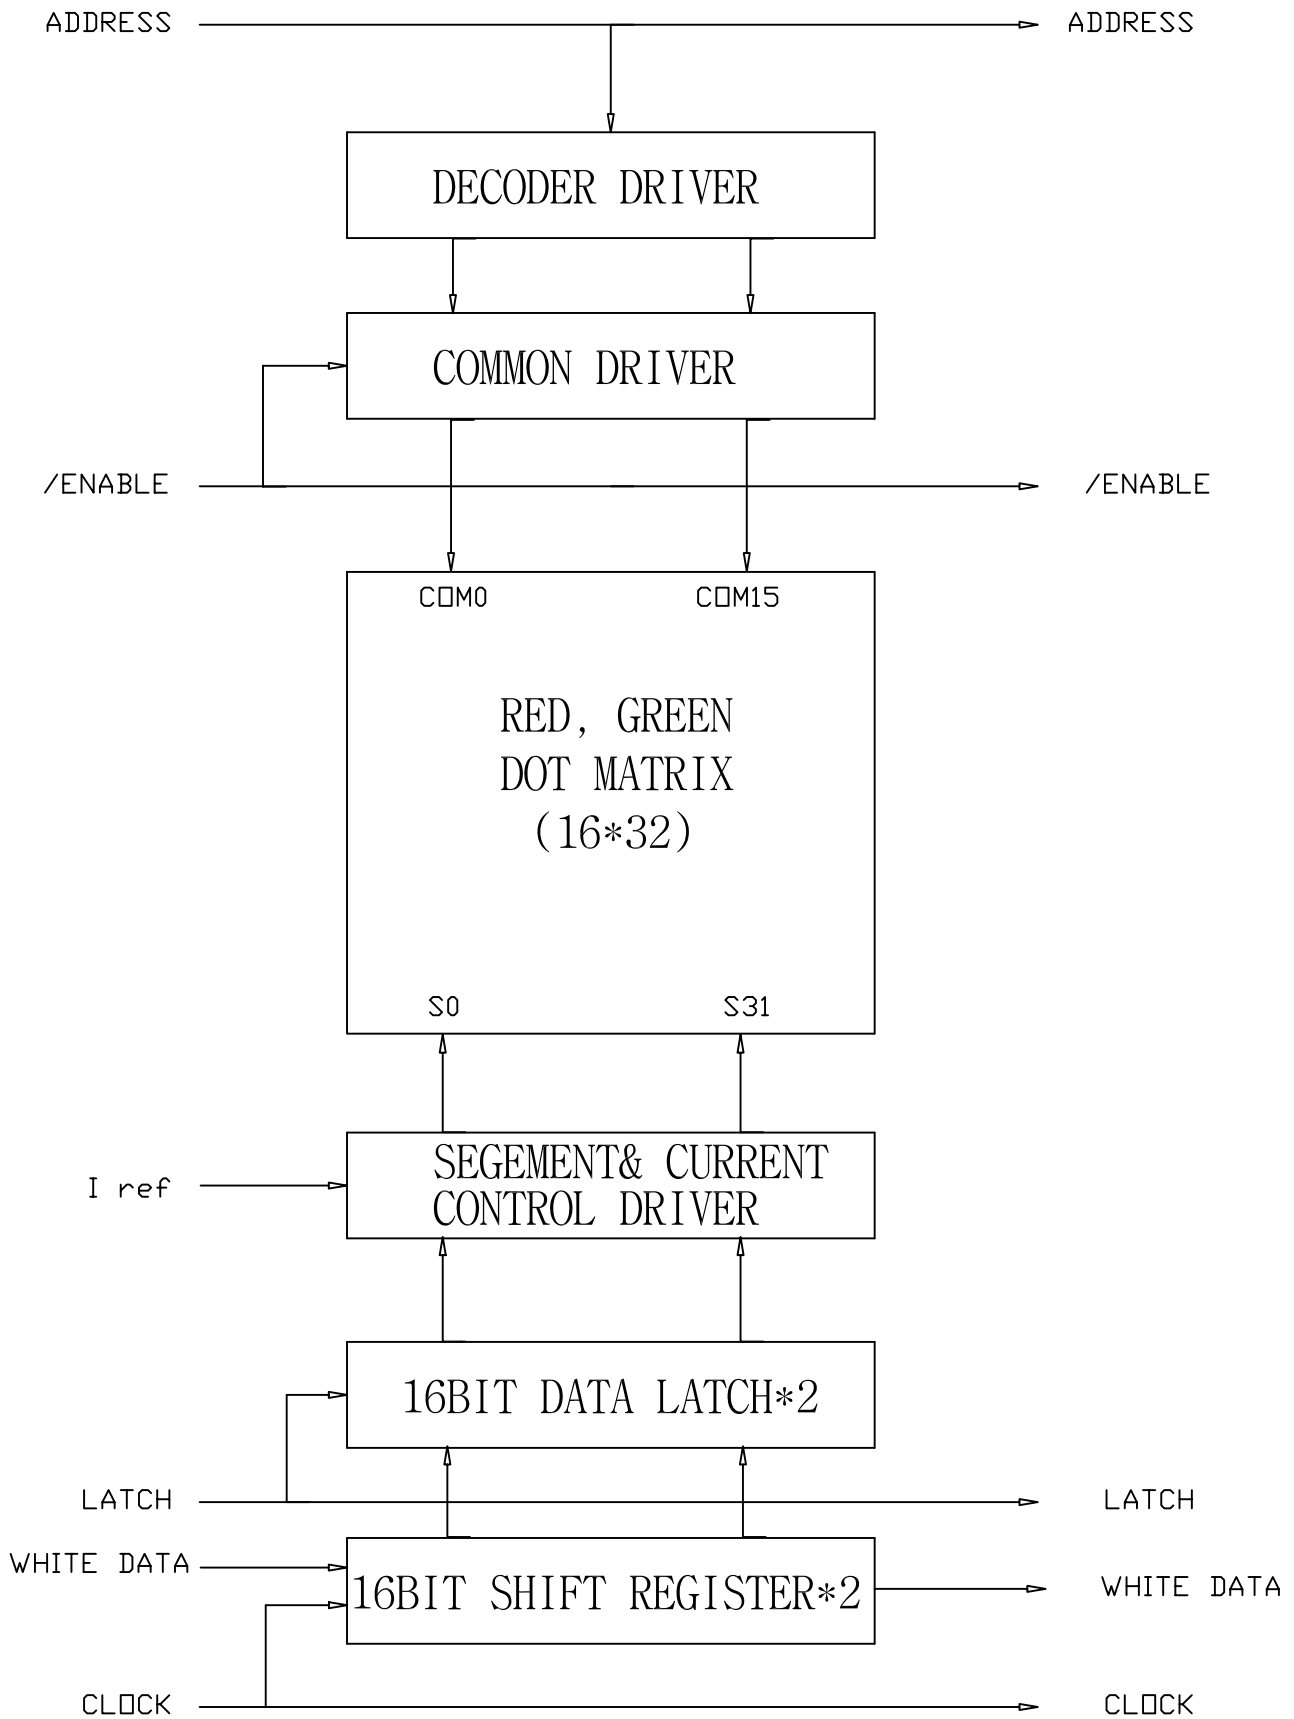 ADDRESS
ADDRESS
DECODER DRIVER
COMMON DRIVER
/ENABLE
/ENABLE
COM0
COM15
RED, GREEN
DOT MATRIX
(16*32)
S0
S31
SEGEMENT& CURRENT
CONTROL DRIVER
I ref
16BIT DATA LATCH*2
LATCH
LATCH
WHITE DATA
16BIT SHIFT REGISTER*2
WHITE DATA
CLOCK
CLOCK